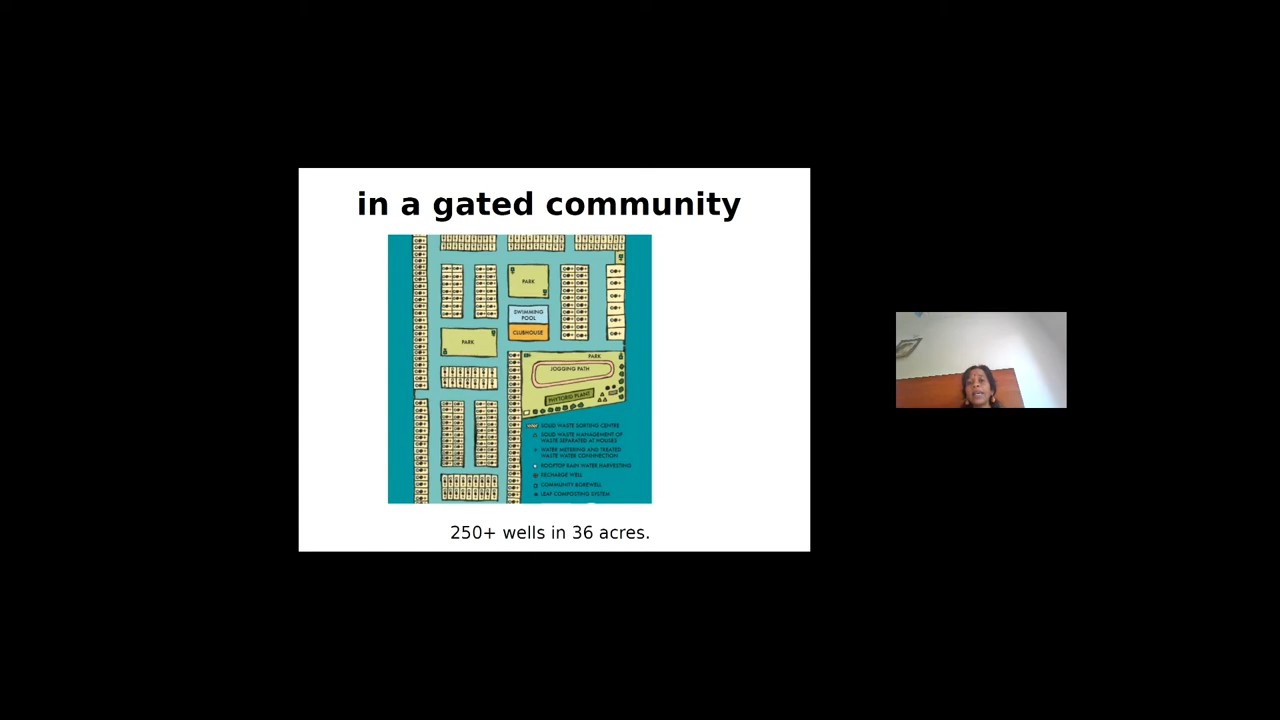 in a gated community
PARK
SWIMMING
POOL
CLUBHOUSE
PARK
PARK
JOGGING PATH
PHYTORID PLANT
SOLID WASTE SORTING CENTRE
SOLID WASTE MANAGEMENT OF
WASTE SEPARATED AT HOUSES
WATER METERING AND TREATED
WASTE WATER CONNNECTION
ROOFTOP RAIN WATER HARVESTING
RECHARGE WELL
COMMUNITY BOREWELL
LEAF COMPOSTING SYSTEM
250+ wells in 36 acres.